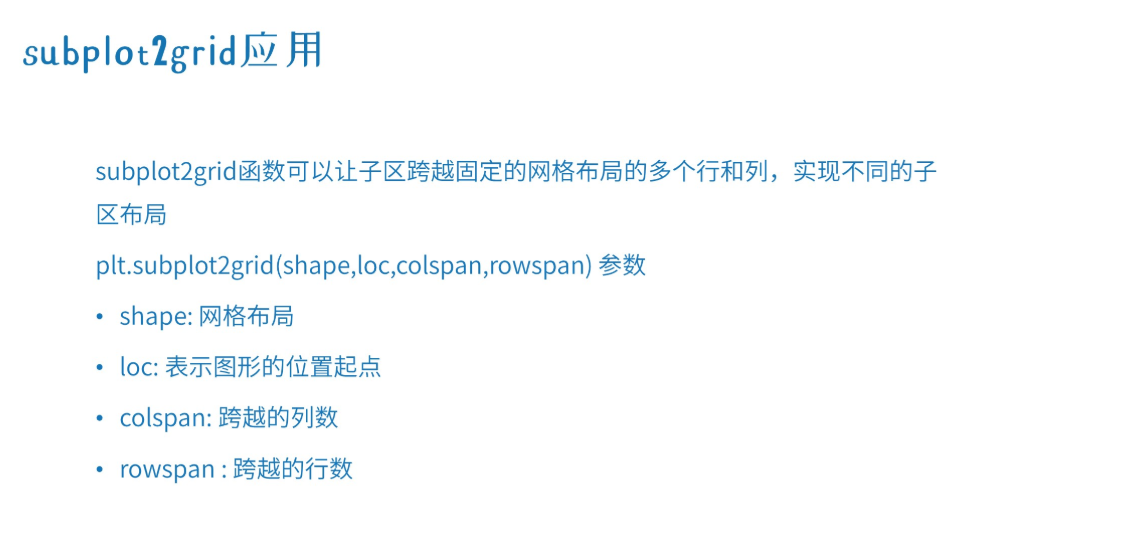 subplot2grid应用
subplot2grid函数可以让子区跨越固定的网格布局的多个行和列，实现不同的子
区布局
plt.subplot2grid(shape,loc,colspan,rowspan) 参数
• shape: 网格布局
• loc: 表示图形的位置起点
• colspan: 跨越的列数
• rowspan : 跨越的行数